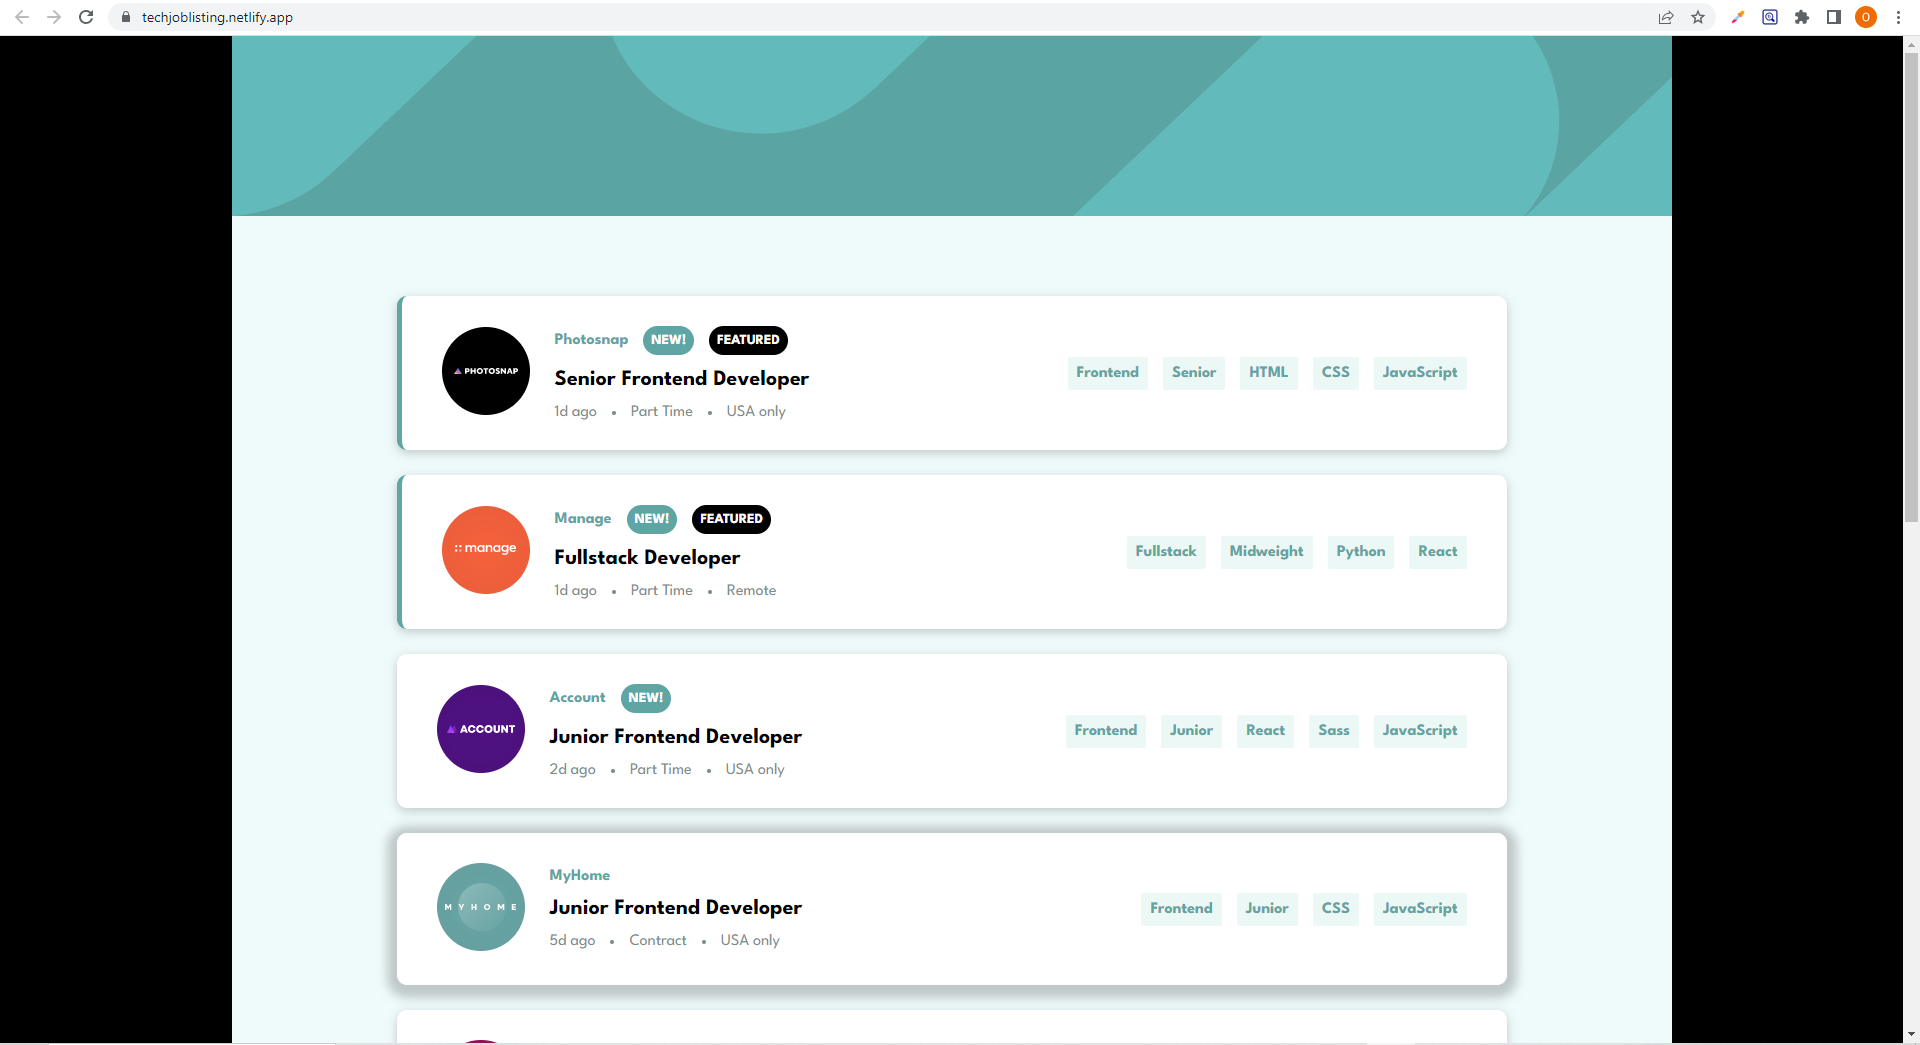 techjoblisting.netlify.app
O
PHOTOSNAP
Photosnap NEW! FEATURED
Senior Frontend Developer
1d ago • Part Time • USA only
Frontend Senior HTML CSS JavaScript
manage
Manage NEW! FEATURED
Fullstack Developer
1d ago • Part Time • Remote
Fullstack Midweight Python React
ACCOUNT
Account NEW!
Junior Frontend Developer
2d ago • Part Time • USA only
Frontend Junior React Sass JavaScript
MYHOME
MyHome
Junior Frontend Developer
5d ago • Contract • USA only
Frontend Junior CSS JavaScript